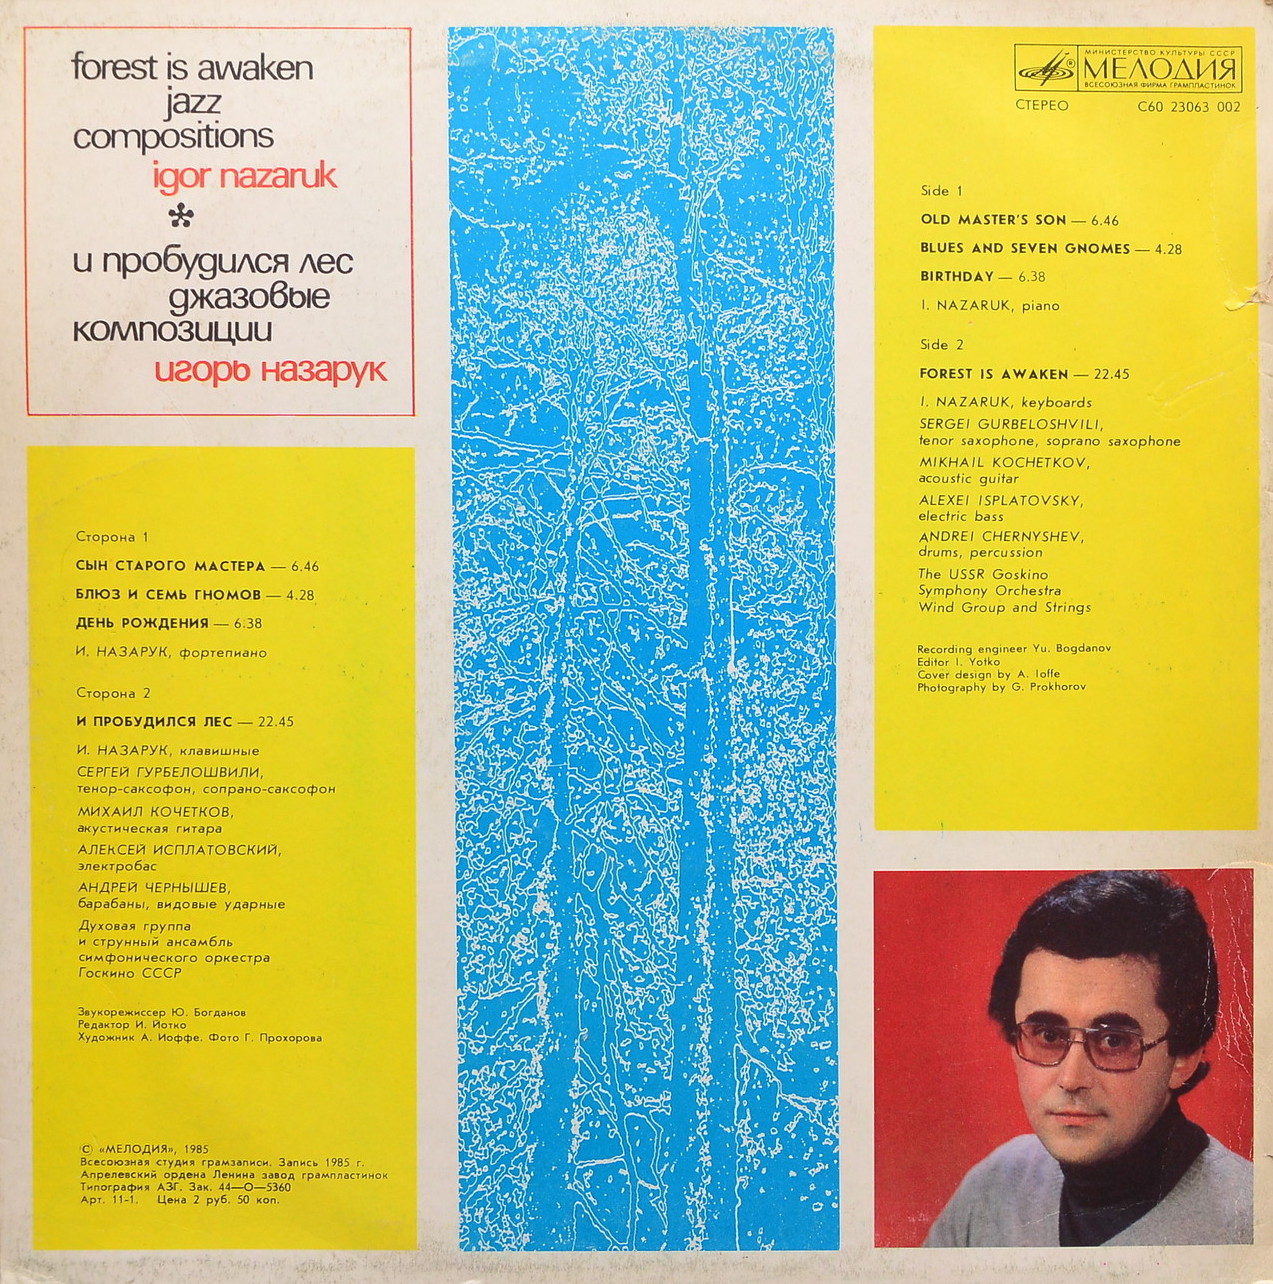 forest is awaken
jazz
compositions
igor nazaruk
и пробудился лес
джазовые
композиции
игорь назарук
Сторона 1
СЫН СТАРОГО МАСТЕРА — 6.46
БЛЮЗ И СЕМЬ ГНОМОВ — 4.28
ДЕНЬ РОЖДЕНИЯ — 6.38
И. НАЗАРУК, фортепиано
Сторона 2
И ПРОБУДИЛСЯ ЛЕС — 22.45
И. НАЗАРУК, клавишные
СЕРГЕЙ ГУРБЕЛОШВИЛИ,
тенор-саксофон, сопрано-саксофон
МИХАИЛ КОЧЕТКОВ,
акустическая гитара
АЛЕКСЕЙ ИСПЛАТОВСКИЙ,
электробас
АНДРЕЙ ЧЕРНЫШЕВ,
барабаны, видовые ударные
Духовая группа
и струнный ансамбль
симфонического оркестра
Госкино СССР
Звукорежиссер Ю. Богданов
Редактор И. Йотко
Художник А. Иоффе. Фото Г. Прохорова
© «МЕЛОДИЯ», 1985
Всесоюзная студия грамзаписи. Запись 1985 г.
Апрелевский ордена Ленина завод грампластинок
Типография АЗГ. Зак. 44—О—5360
Арт. 11-1. Цена 2 руб. 50 коп.
МИНИСТЕРСТВО КУЛЬТУРЫ СССР
® МЕЛОДИЯ
ВСЕСОЮЗНАЯ ФИРМА ГРАМПЛАСТИНОК
СТЕРЕО С60 23063 002
Side 1
OLD MASTER'S SON — 6.46
BLUES AND SEVEN GNOMES — 4.28
BIRTHDAY — 6.38
I. NAZARUK, piano
Side 2
FOREST IS AWAKEN — 22.45
I. NAZARUK, keyboards
SERGEI GURBELOSHVILI,
tenor saxophone, soprano saxophone
MIKHAIL KOCHETKOV,
acoustic guitar
ALEXEI ISPLATOVSKY,
electric bass
ANDREI CHERNYSHEV,
drums, percussion
The USSR Goskino
Symphony Orchestra
Wind Group and Strings
Recording engineer Yu. Bogdanov
Editor I. Yotko
Cover design by A. Ioffe
Photography by G. Prokhorov